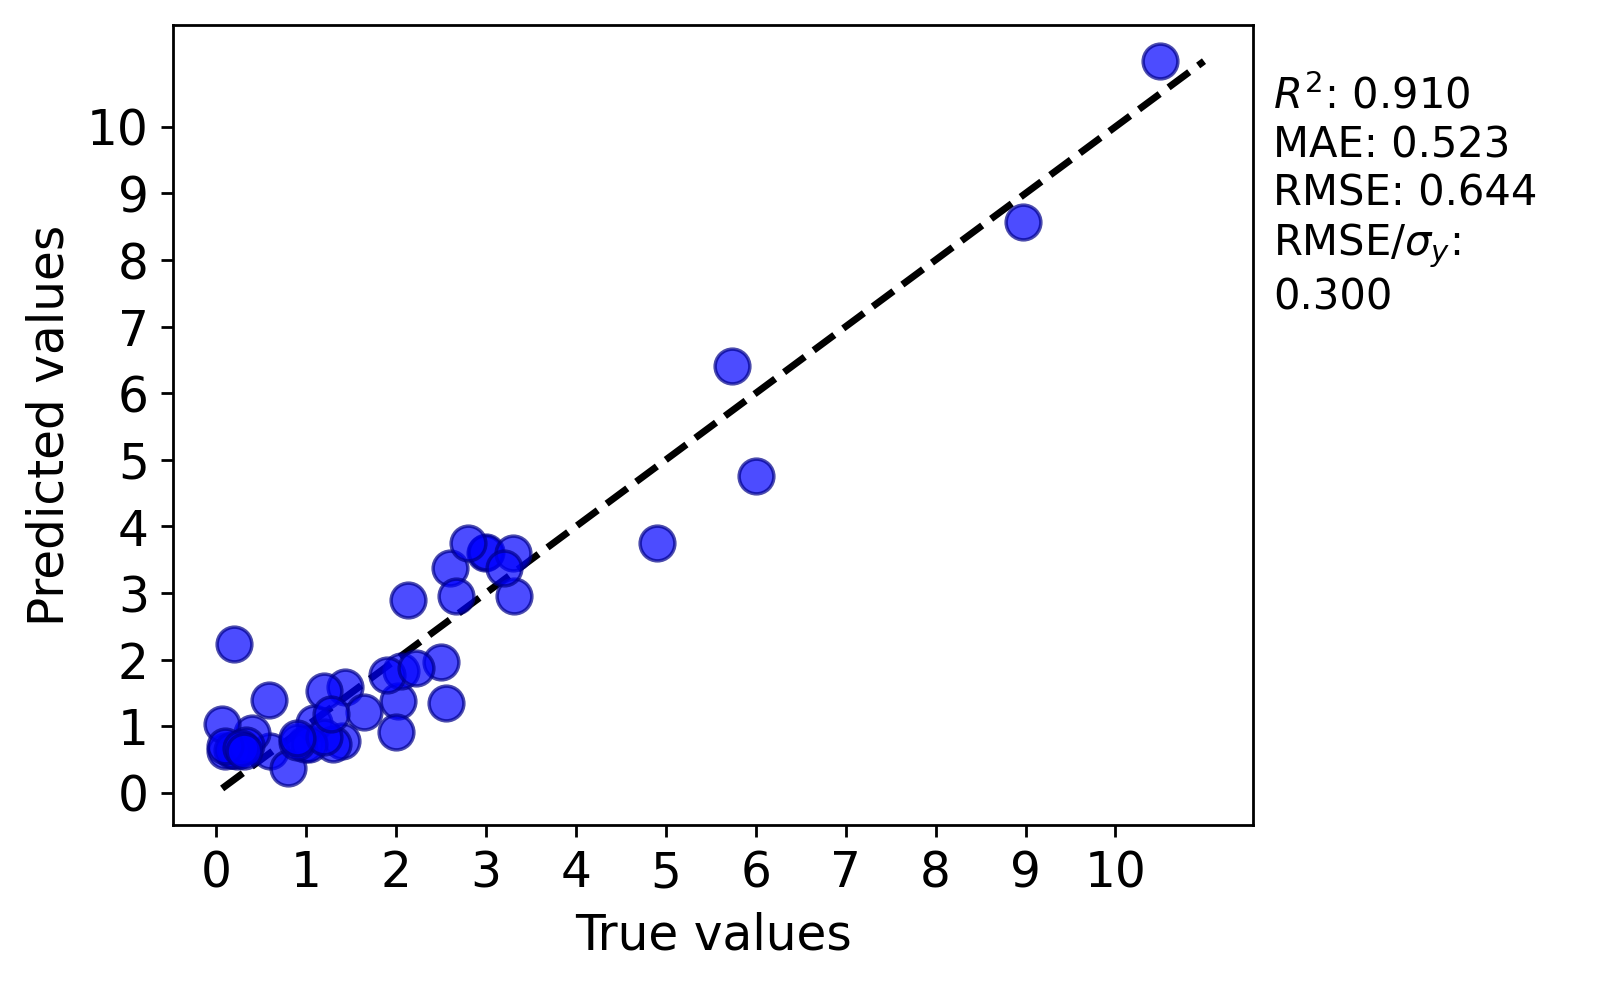 10
9
8
7
6
5
4
3
2
1
0
Predicted values
0 1 2 3 4 5 6 7 8 9 10
True values
R²: 0.910
MAE: 0.523
RMSE: 0.644
RMSE/σy:
0.300